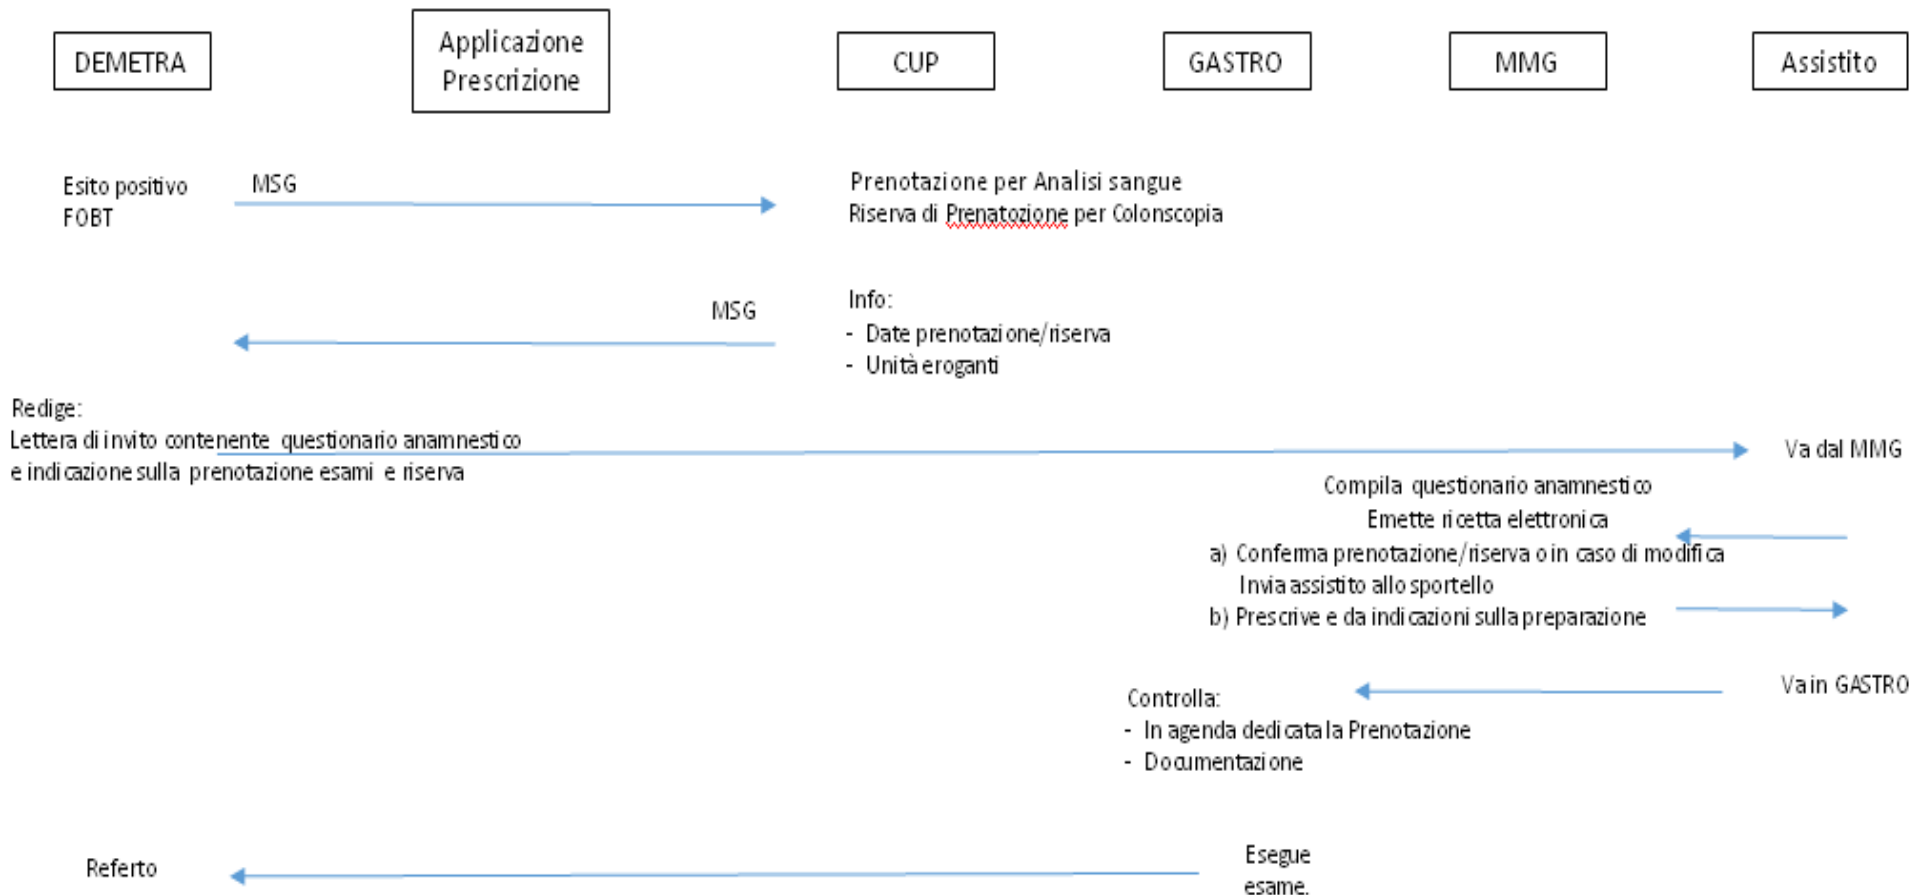 DEMETRA
Applicazione
Prescrizione
CUP
GASTRO
MMG
Assistito
Esito positivo
FOBT
MSG
Prenotazione per Analisi sangue
Riserva di Prenatozione per Colonscopia
MSG
Info:
- Date prenotazione/riserva
- Unità eroganti
Redige:
Lettera di invito contenente questionario anamnestico
e indicazione sulla prenotazione esami e riserva
Va dal MMG
Compila questionario anamnestico
Emette ricetta elettronica
a) Conferma prenotazione/riserva o in caso di modifica
Invia assistito allo sportello
b) Prescrive e da indicazioni sulla preparazione
Va in GASTRO
Controlla:
- In agenda dedicata la Prenotazione
- Documentazione
Referto
Esegue
esame.